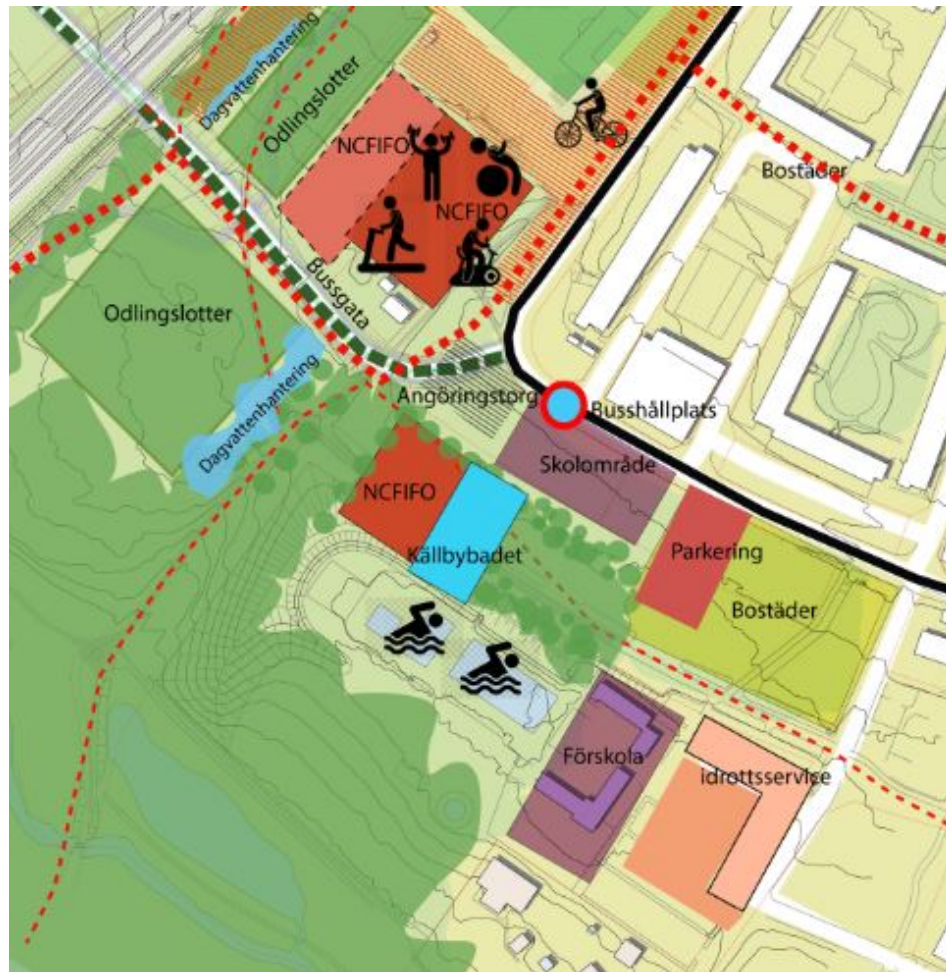 Dagvattenhantering
Odlingslotter
NCFIFO
NCFIFO
Bostäder
Odlingslotter
Bussgata
Dagvattenhantering
Angöringstorg
Busshållplats
Skolområde
NCFIFO
Källbybadet
Parkering
Bostäder
Förskola
idrottsservice